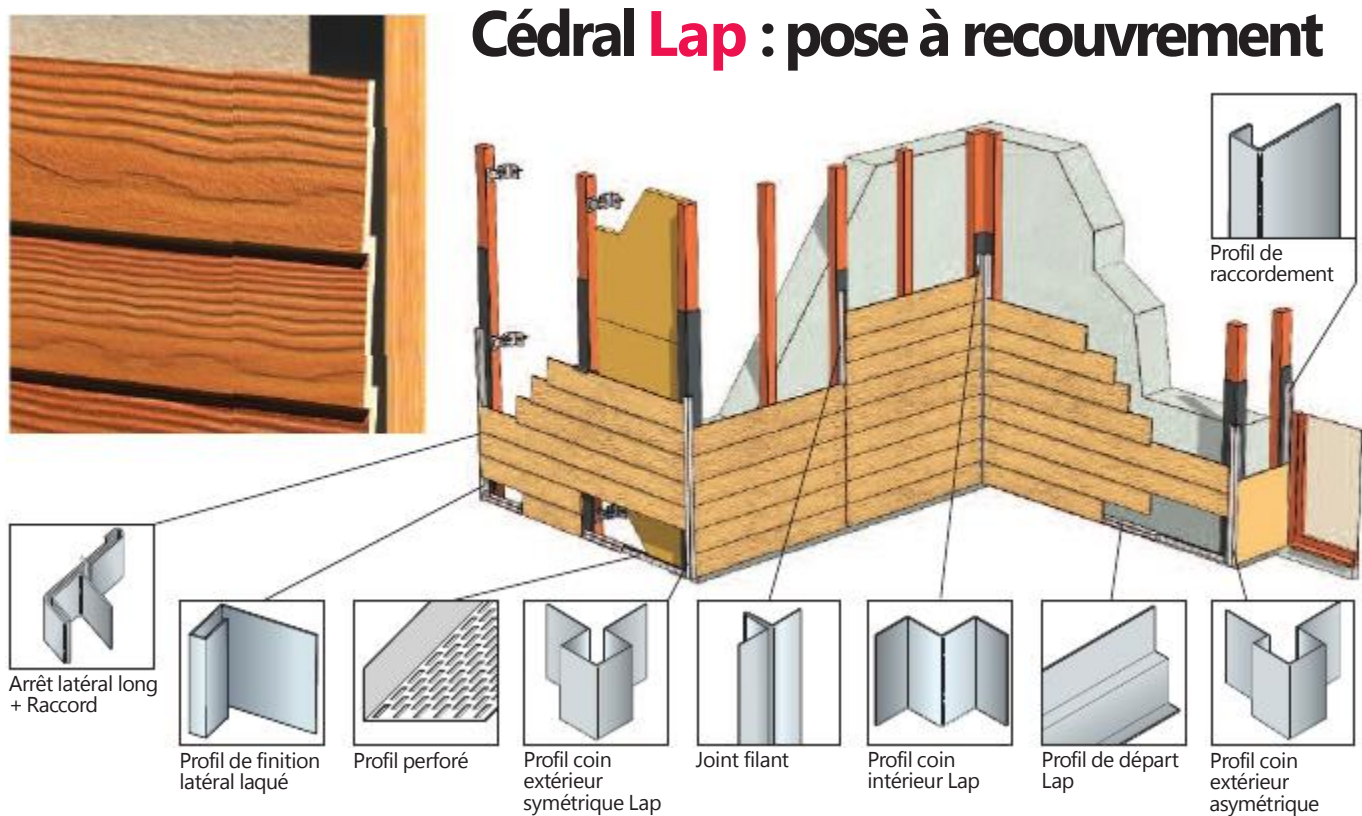 Cédral Lap : pose à recouvrement
Profil de
raccordement
Arrêt latéral long
+ Raccord
Profil de finition
latéral laqué
Profil perforé
Profil coin
extérieur
symétrique Lap
Joint filant
Profil coin
intérieur Lap
Profil de départ
Lap
Profil coin
extérieur
asymétrique